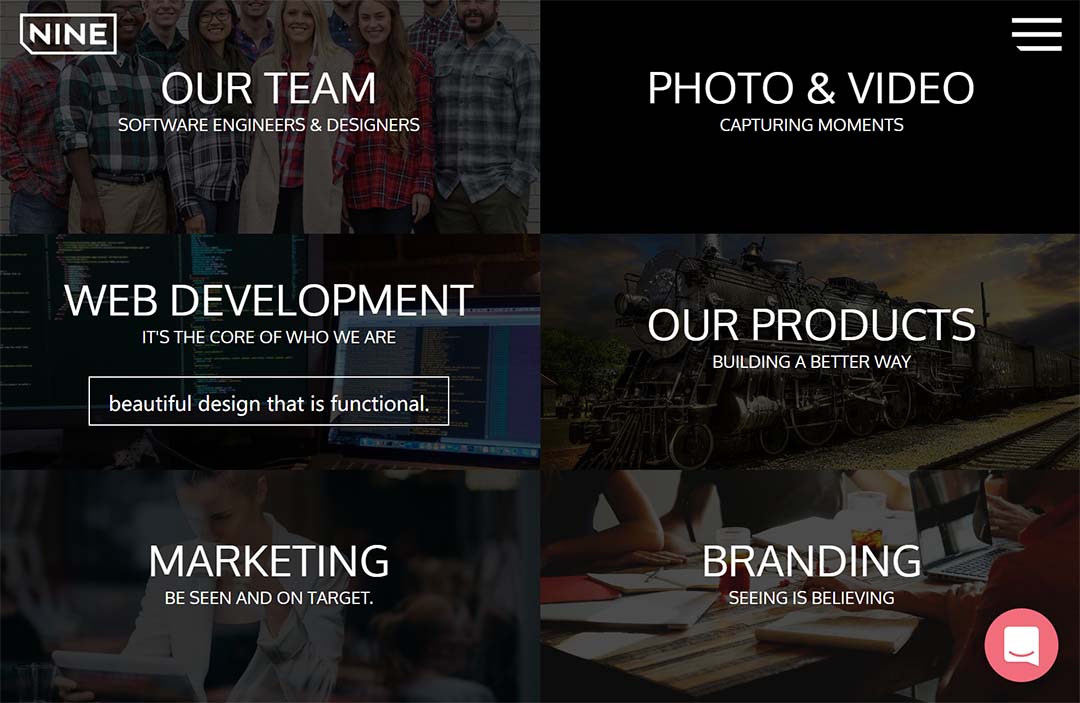 NINE
OUR TEAM
SOFTWARE ENGINEERS & DESIGNERS
PHOTO & VIDEO
CAPTURING MOMENTS
WEB DEVELOPMENT
IT'S THE CORE OF WHO WE ARE
beautiful design that is functional.
OUR PRODUCTS
BUILDING A BETTER WAY
MARKETING
BE SEEN AND ON TARGET.
BRANDING
SEEING IS BELIEVING